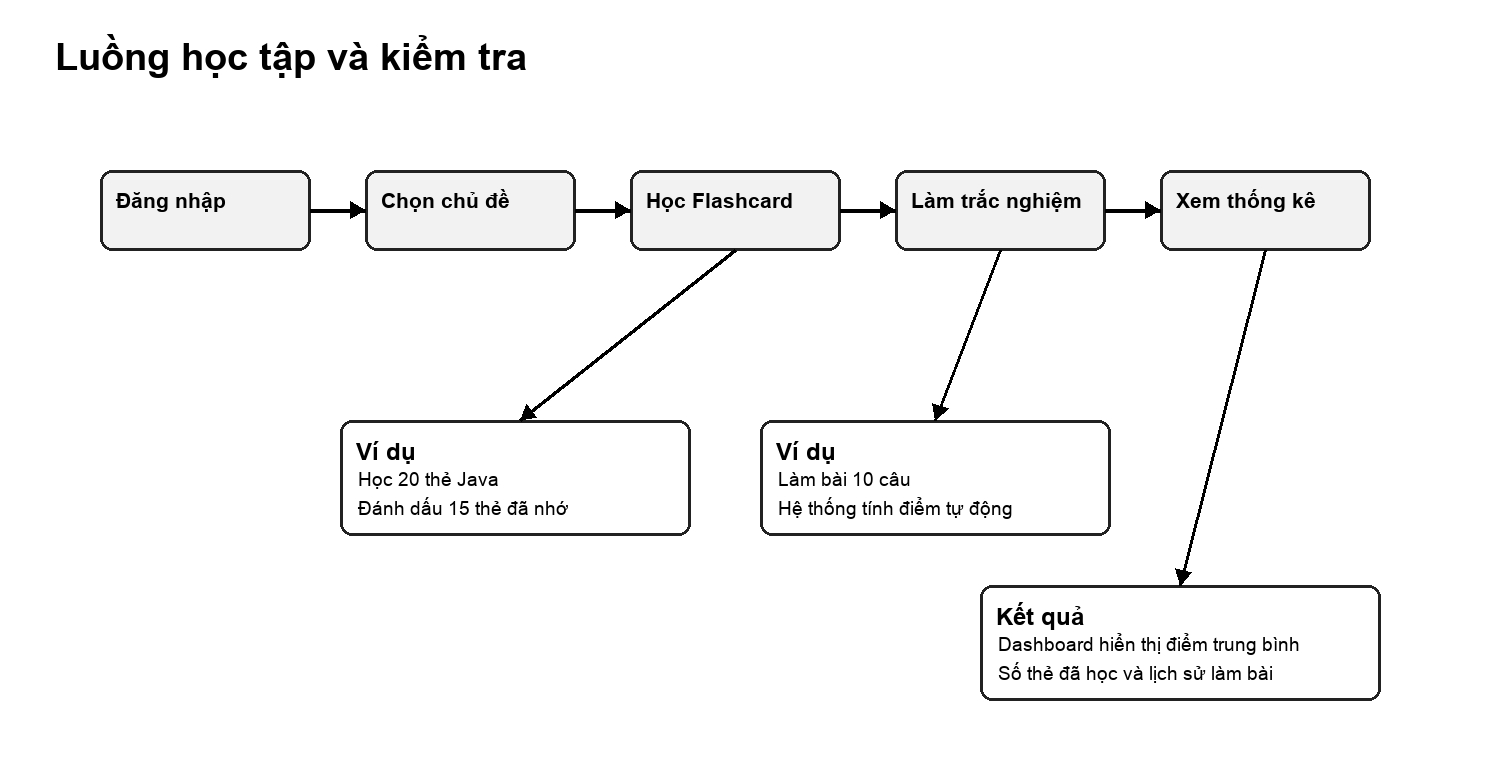 Luồng học tập và kiểm tra
Đăng nhập
Chọn chủ đề
Học Flashcard
Làm trắc nghiệm
Xem thống kê
Ví dụ
Học 20 thẻ Java
Đánh dấu 15 thẻ đã nhớ
Ví dụ
Làm bài 10 câu
Hệ thống tính điểm tự động
Kết quả
Dashboard hiển thị điểm trung bình
Số thẻ đã học và lịch sử làm bài